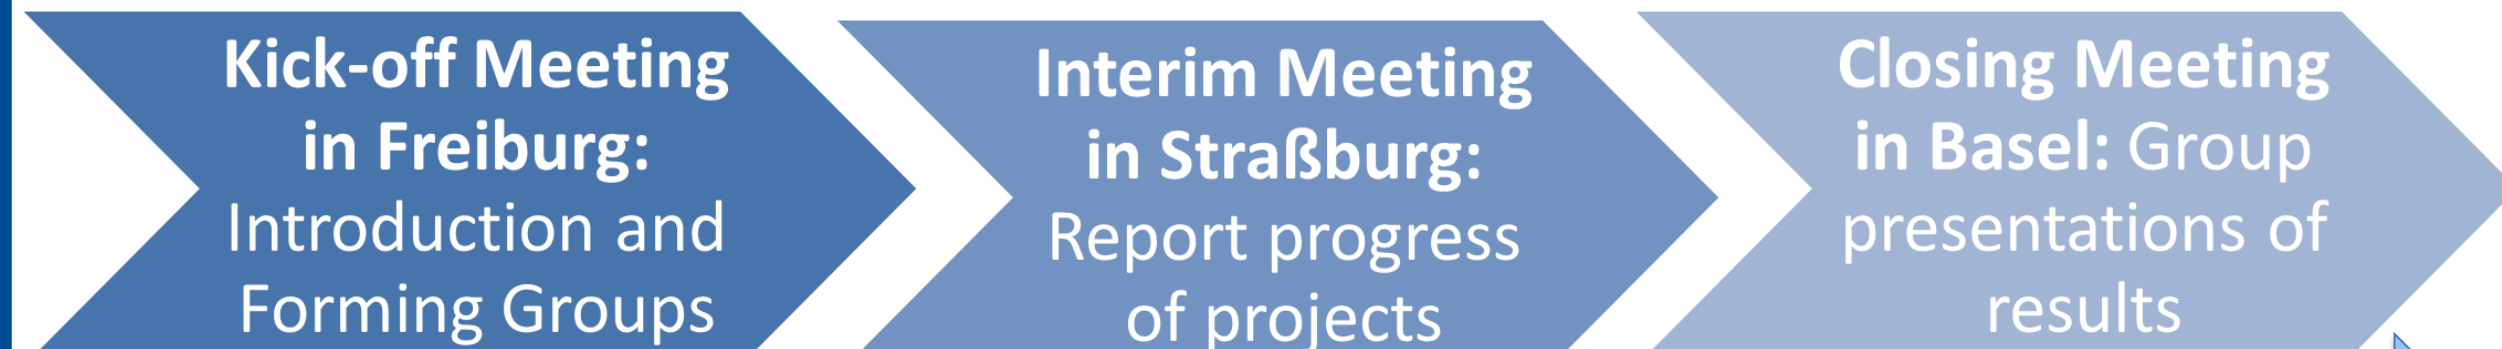 Kick-off Meeting
in Freiburg:
Introduction and
Forming Groups
Interim Meeting
in Straßburg:
Report progress
of projects
Closing Meeting
in Basel: Group
presentations of
results